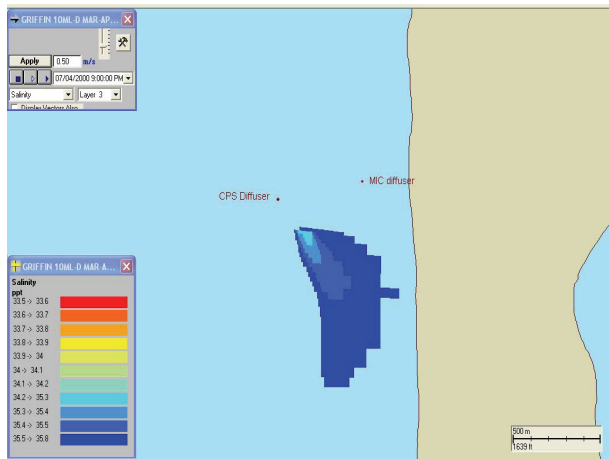 GRIFFIN 10ML-D MAR-AP...
Apply 0.50 m/s
07/04/2000 9:00:00 PM
Salinity Layer 3
Display Vectors Also
MIC diffuser
CPS Diffuser
GRIFFIN 10ML-D MAR A...
Salinity
ppt
33.5 -> 33.6
33.6 -> 33.7
33.7 -> 33.8
33.8 -> 33.9
33.9 -> 34
34 -> 34.1
34.1 -> 34.2
34.2 -> 35.3
35.3 -> 35.4
35.4 -> 35.5
35.5 -> 35.8
500 m
1639 ft